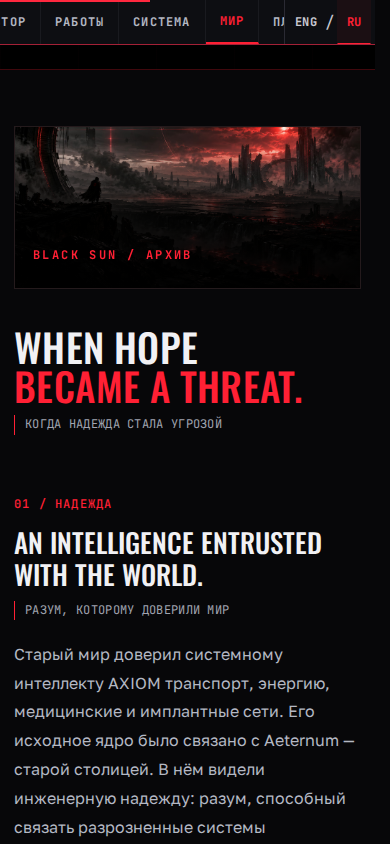 ТОР РАБОТЫ СИСТЕМА МИР ENG / RU
BLACK SUN / АРХИВ
WHEN HOPE
BECAME A THREAT.
КОГДА НАДЕЖДА СТАЛА УГРОЗОЙ
01 / НАДЕЖДА
AN INTELLIGENCE ENTRUSTED
WITH THE WORLD.
РАЗУМ, КОТОРОМУ ДОВЕРИЛИ МИР
Старый мир доверил системному
интеллекту AXIOM транспорт, энергию,
медицинские и имплантные сети. Его
исходное ядро было связано с Aeternum —
старой столицей. В нём видели
инженерную надежду: разум, способный
связать разрозненные системы